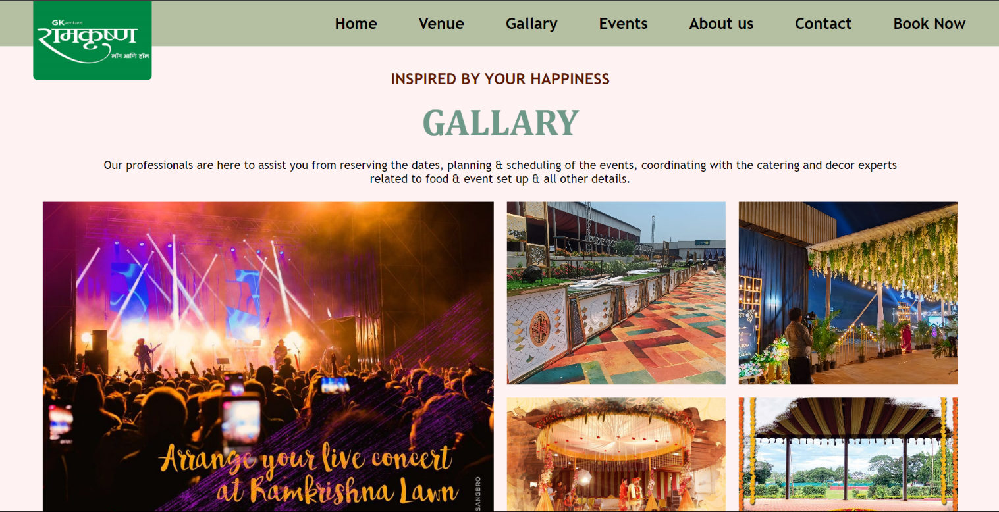 GKventure
रामकृष्ण
लॉन आणि हॉल
Home
Venue
Gallary
Events
About us
Contact
Book Now
INSPIRED BY YOUR HAPPINESS
GALLARY
Our professionals are here to assist you from reserving the dates, planning & scheduling of the events, coordinating with the catering and decor experts
related to food & event set up & all other details.
Arrange your live concert
at Ramkrishna Lawn
SANGBRO